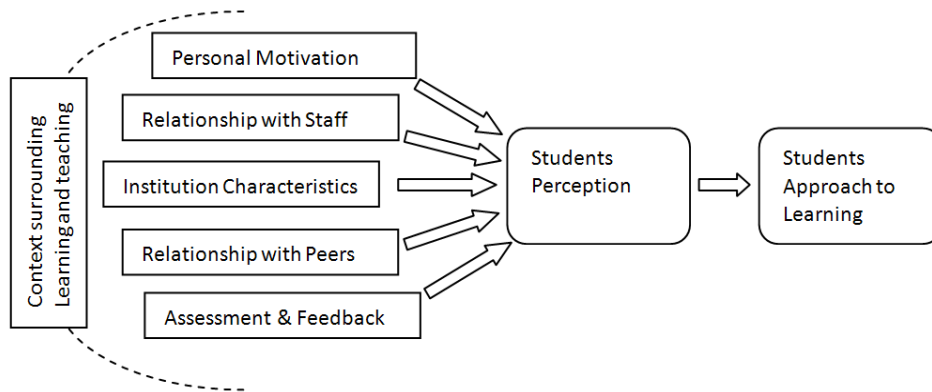 Context surrounding
Learning and teaching
Personal Motivation
Relationship with Staff
Institution Characteristics
Relationship with Peers
Assessment & Feedback
Students
Perception
Students
Approach to
Learning